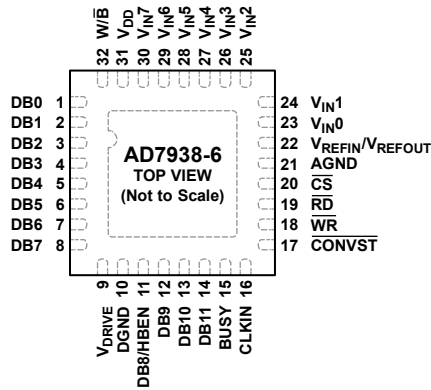 32 W/B̅
31 VDD
30 VIN7
29 VIN6
28 VIN5
27 VIN4
26 VIN3
25 VIN2
DB0 1
DB1 2
DB2 3
DB3 4
DB4 5
DB5 6
DB6 7
DB7 8
AD7938-6
TOP VIEW
(Not to Scale)
24 VIN1
23 VIN0
22 VREFIN/VREFOUT
21 AGND
20 C̅S̅
19 R̅D̅
18 W̅R̅
17 C̅O̅N̅V̅S̅T̅
VDRIVE 9
DGND 10
DB8/HBEN 11
DB9 12
DB10 13
DB11 14
BUSY 15
CLKIN 16